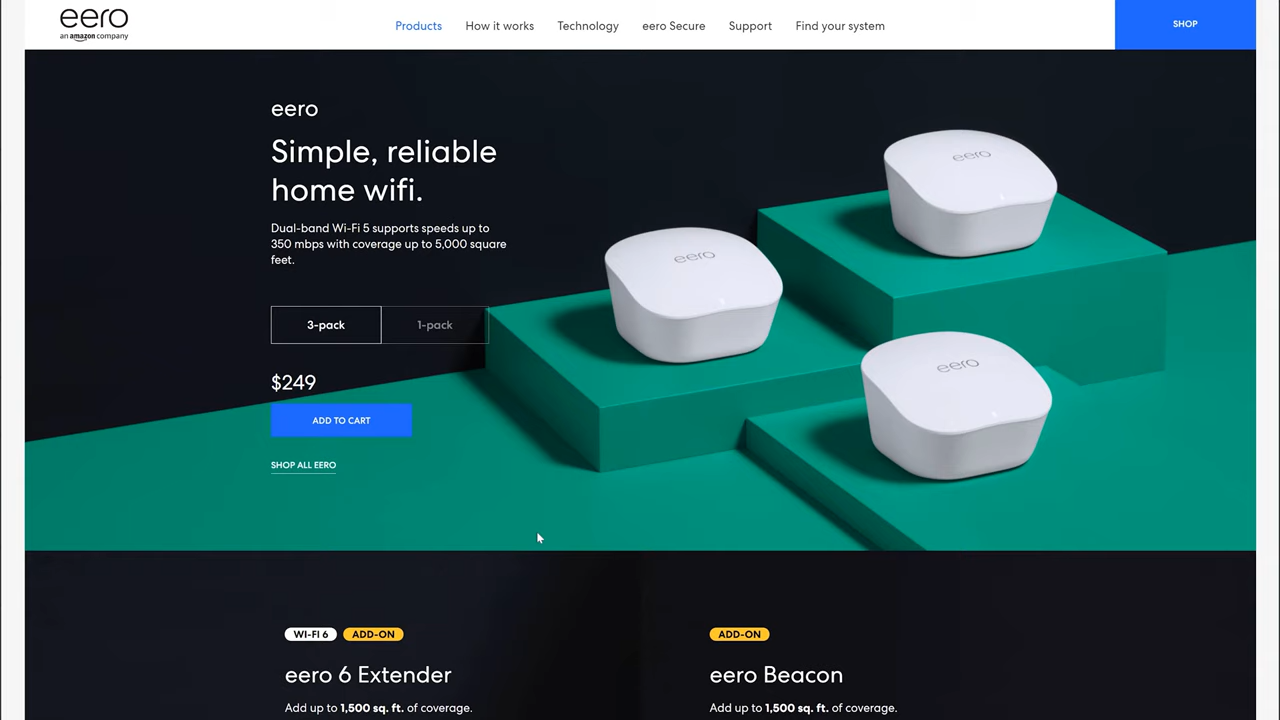 eero
an amazon company
Products
How it works
Technology
eero Secure
Support
Find your system
SHOP
eero
Simple, reliable
home wifi.
Dual-band Wi-Fi 5 supports speeds up to
350 mbps with coverage up to 5,000 square
feet.
3-pack
1-pack
$249
ADD TO CART
SHOP ALL EERO
eero
eero
eero
WI-FI 6
ADD-ON
eero 6 Extender
Add up to 1,500 sq. ft. of coverage.
ADD-ON
eero Beacon
Add up to 1,500 sq. ft. of coverage.